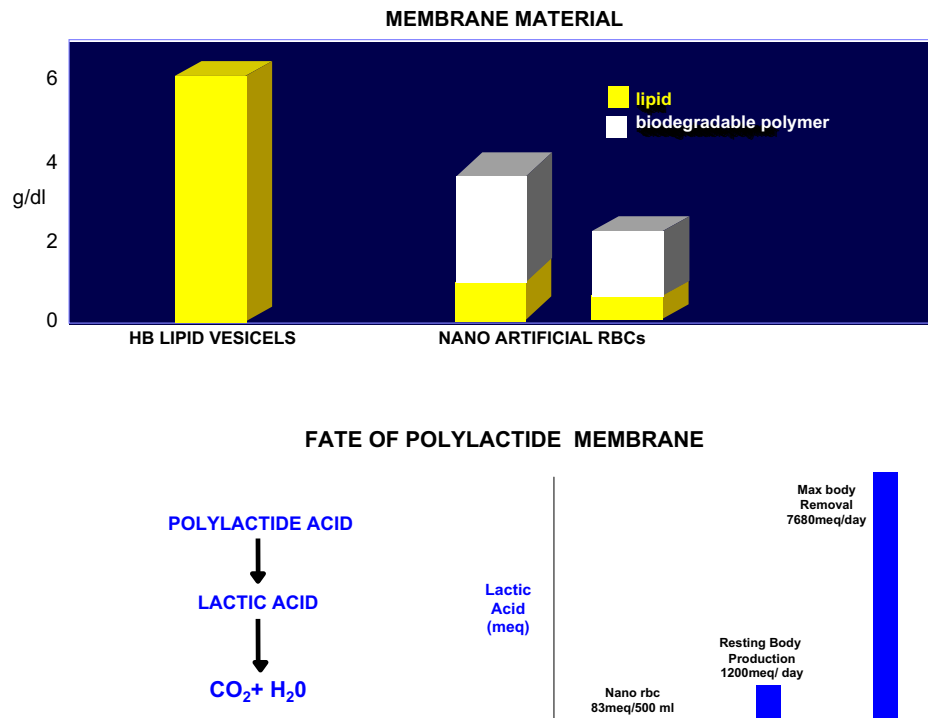 MEMBRANE MATERIAL
6
4
g/dl
2
0
lipid
biodegradable polymer
HB LIPID VESICELS
NANO ARTIFICIAL RBCs
FATE OF POLYLACTIDE MEMBRANE
POLYLACTIDE ACID
LACTIC ACID
CO₂+ H₂0
Lactic
Acid
(meq)
Nano rbc
83meq/500 ml
Resting Body
Production
1200meq/ day
Max body
Removal
7680meq/day